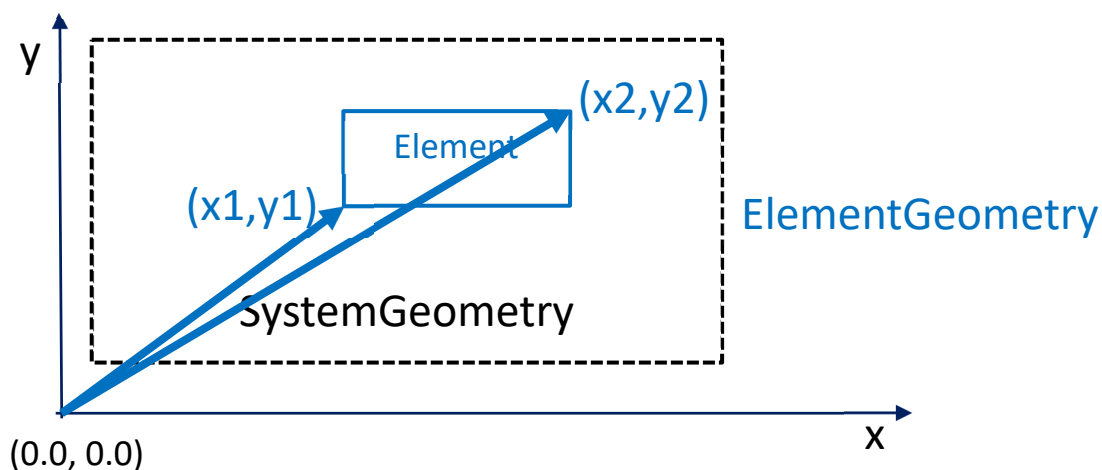 y
(x2,y2)
Element
(x1,y1)
ElementGeometry
SystemGeometry
x
(0.0, 0.0)